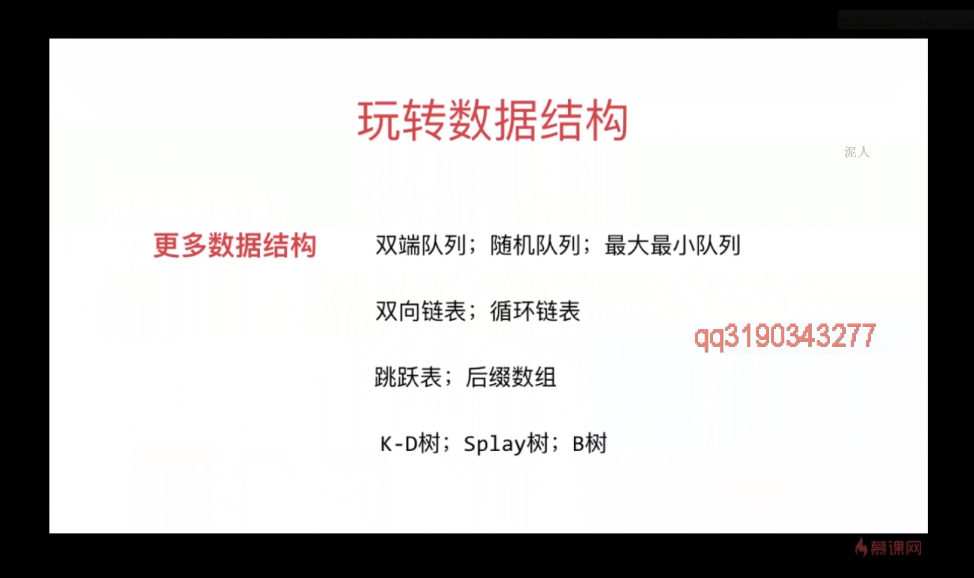 玩转数据结构
泥人
更多数据结构
双端队列；随机队列；最大最小队列
双向链表；循环链表
qq3190343277
跳跃表；后缀数组
K-D树；Splay树；B树
慕课网